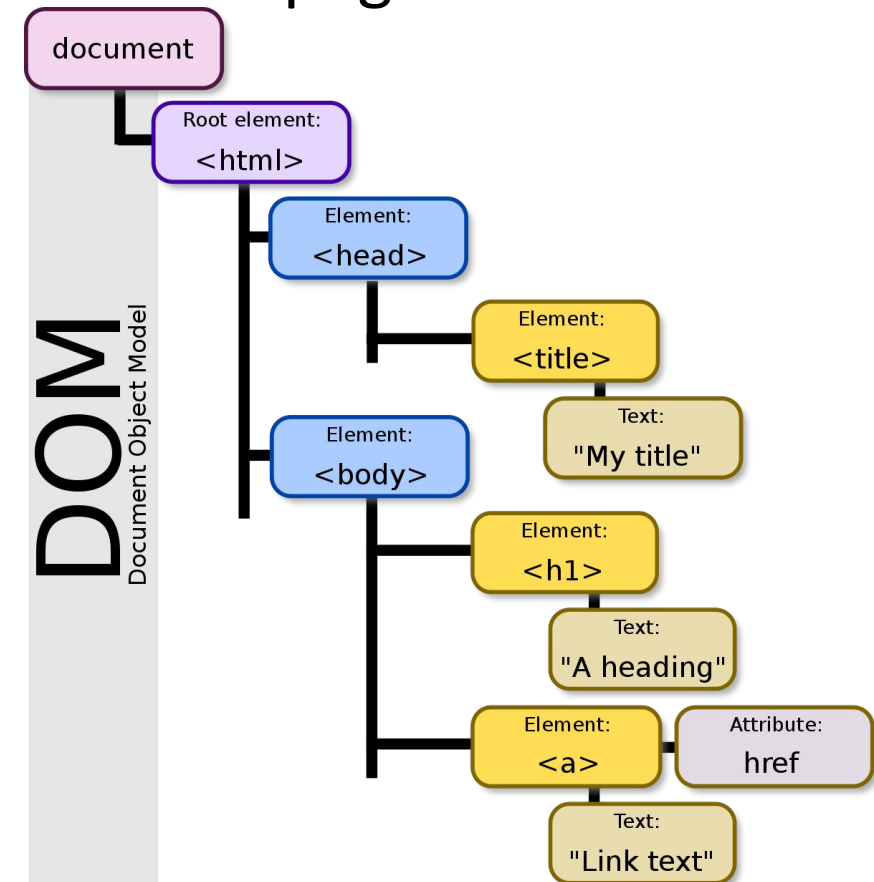 document
Root element:
<html>
Element:
<head>
Element:
<title>
Text:
"My title"
Element:
<body>
Element:
<h1>
Text:
"A heading"
Element:
<a>
Attribute:
href
Text:
"Link text"
DOM
Document Object Model